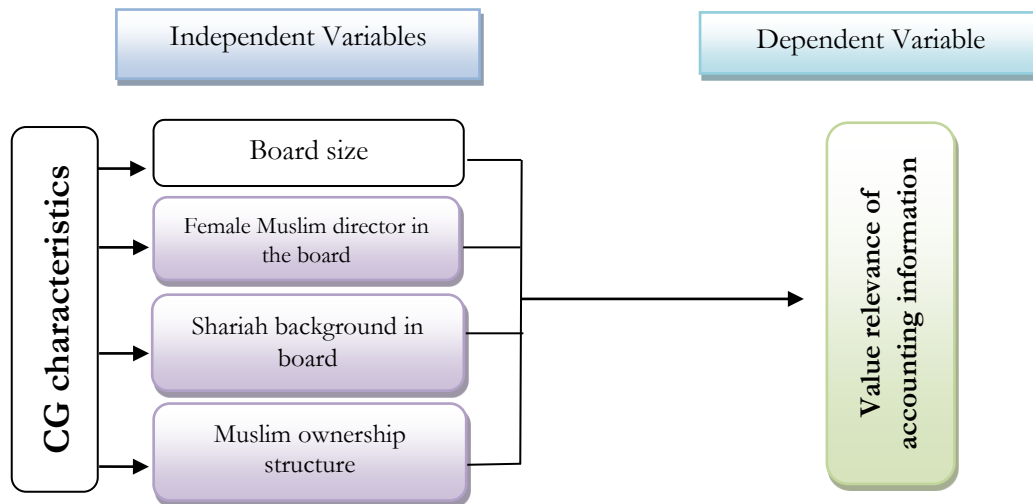 Independent Variables
Dependent Variable
CG characteristics
Board size
Female Muslim director in
the board
Shariah background in
board
Muslim ownership
structure
Value relevance of
accounting information